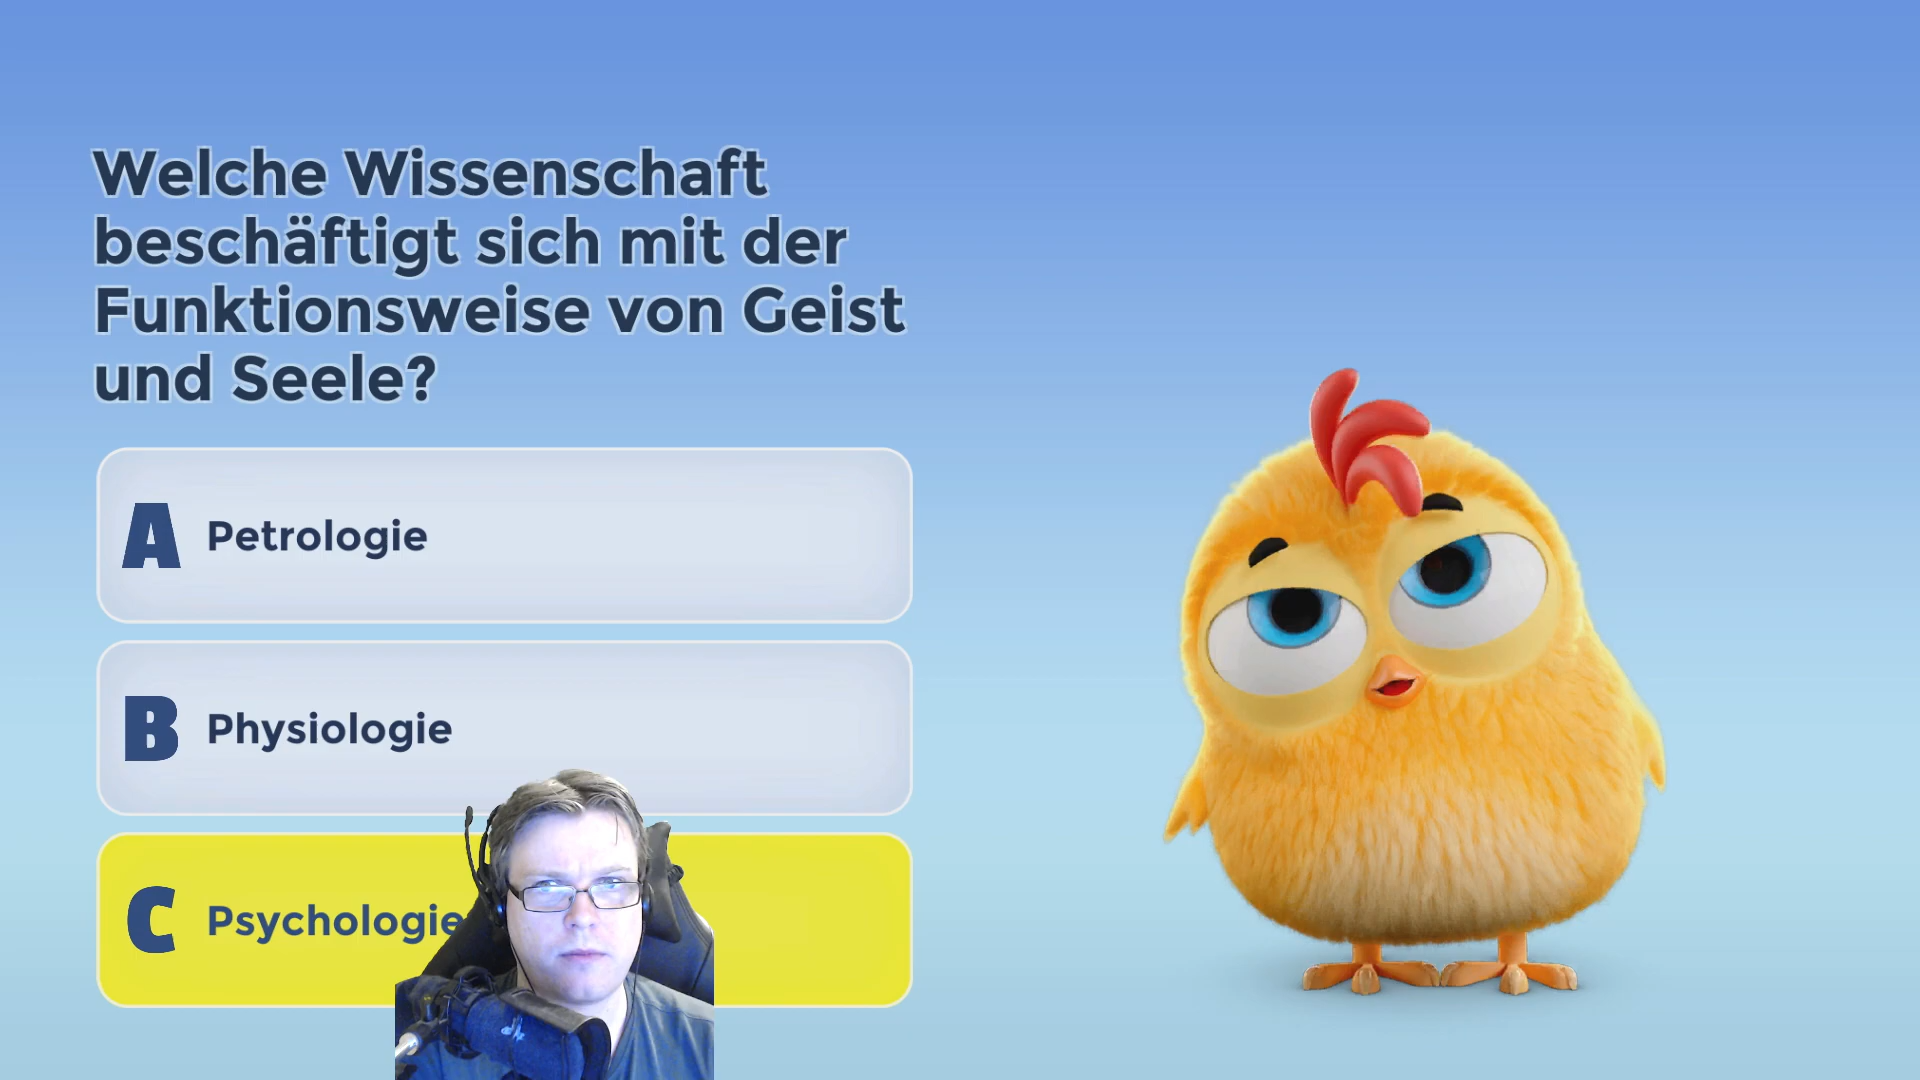 Welche Wissenschaft
beschäftigt sich mit der
Funktionsweise von Geist
und Seele?
A Petrologie
B Physiologie
C Psychologie